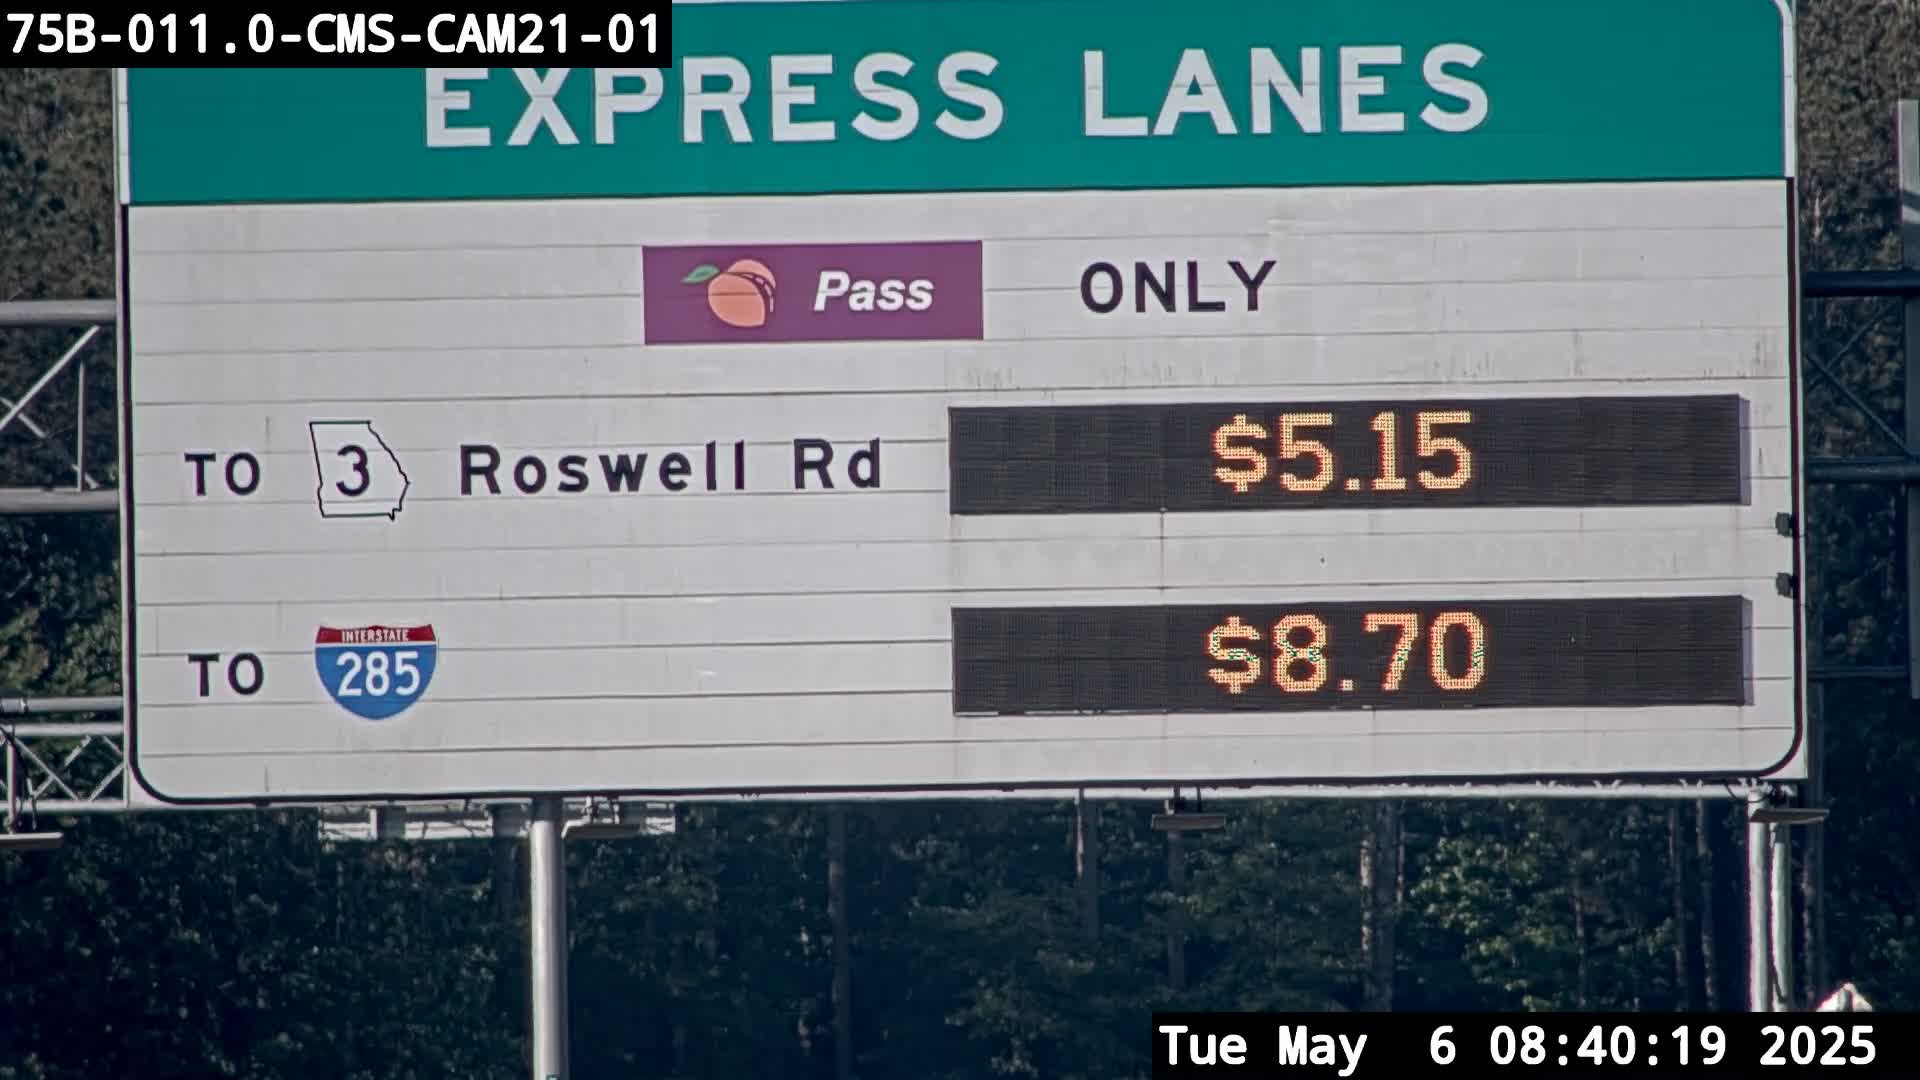 75B-011.0-CMS-CAM21-01
EXPRESS LANES
Pass ONLY
TO 3 Roswell Rd $5.15
INTERSTATE
TO 285 $8.70
Tue May 6 08:40:19 2025